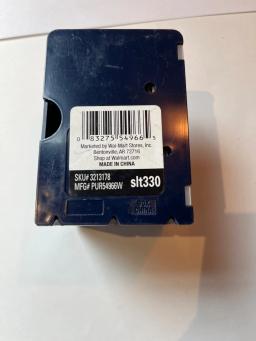 0 83275 54966 5
Marketed by Wal-Mart Stores, Inc.
Bentonville, AR 72716
Shop at Walmart.com
MADE IN CHINA
SKU# 3213178
MFG# PUR54966W
slt330
CHINA